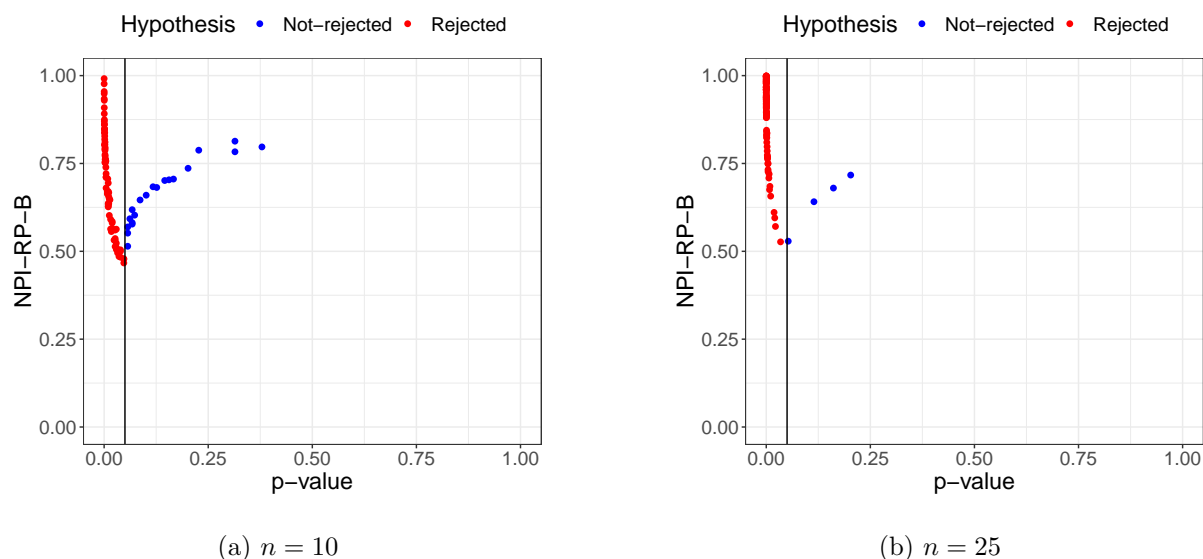 Hypothesis Not−rejected Rejected
NPI−RP−B
1.00
0.75
0.50
0.25
0.00
0.00 0.25 0.50 0.75 1.00
p−value
(a) n = 10
Hypothesis Not−rejected Rejected
NPI−RP−B
1.00
0.75
0.50
0.25
0.00
0.00 0.25 0.50 0.75 1.00
p−value
(b) n = 25